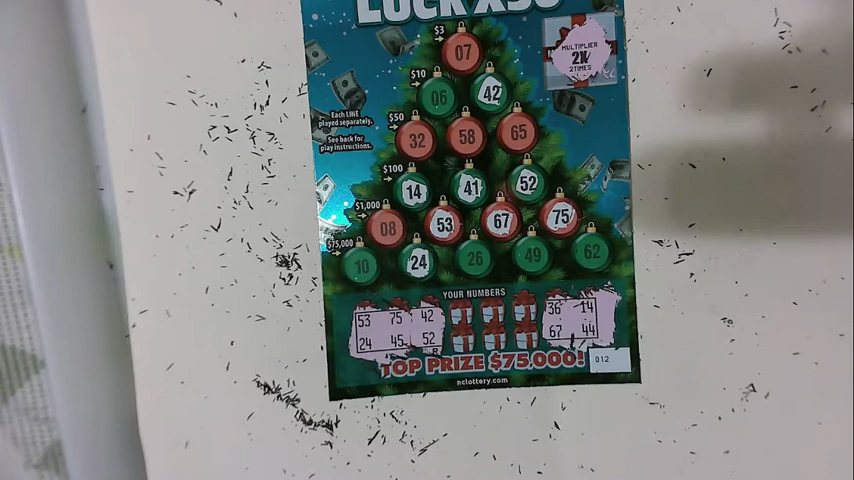 LUCK X50
$3
07
MULTIPLIER
2X
2TIMES
$10
06 42
Each LINE
played separately.
See back for
play instructions.
$50
32 58 65
$100
14 41 52
$1,000
08 53 67 75
$75,000
10 24 26 49 62
YOUR NUMBERS
53 75 42 36 14
24 45 52 67 44
TOP PRIZE $75,000!
012
nclottery.com